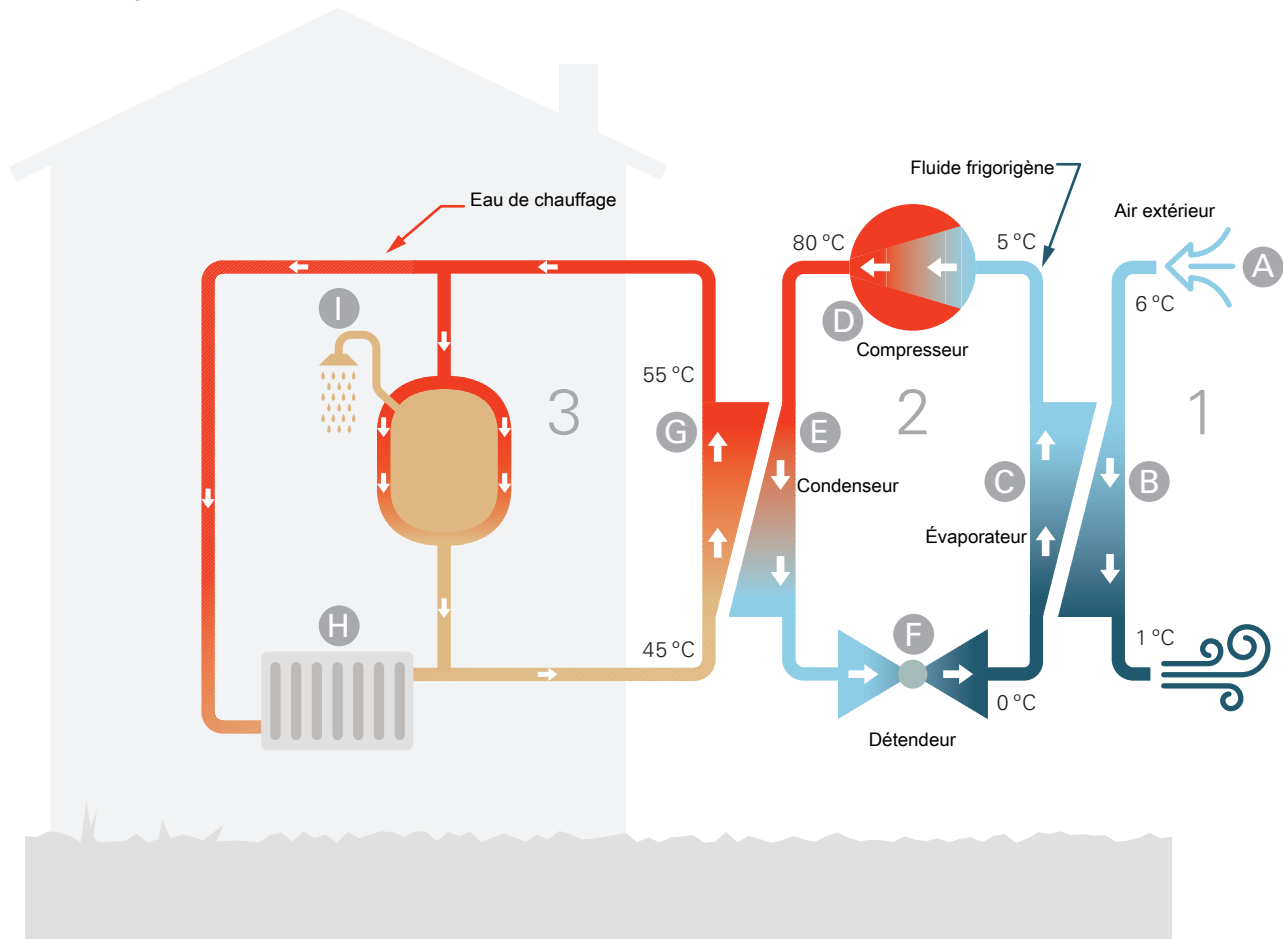 Fluide frigorigène
Eau de chauffage
Air extérieur
80 °C
5 °C
A
6 °C
I
D
Compresseur
55 °C
3
2
1
G
E
Condenseur
C
B
Évaporateur
H
F
45 °C
1 °C
0 °C
Détendeur